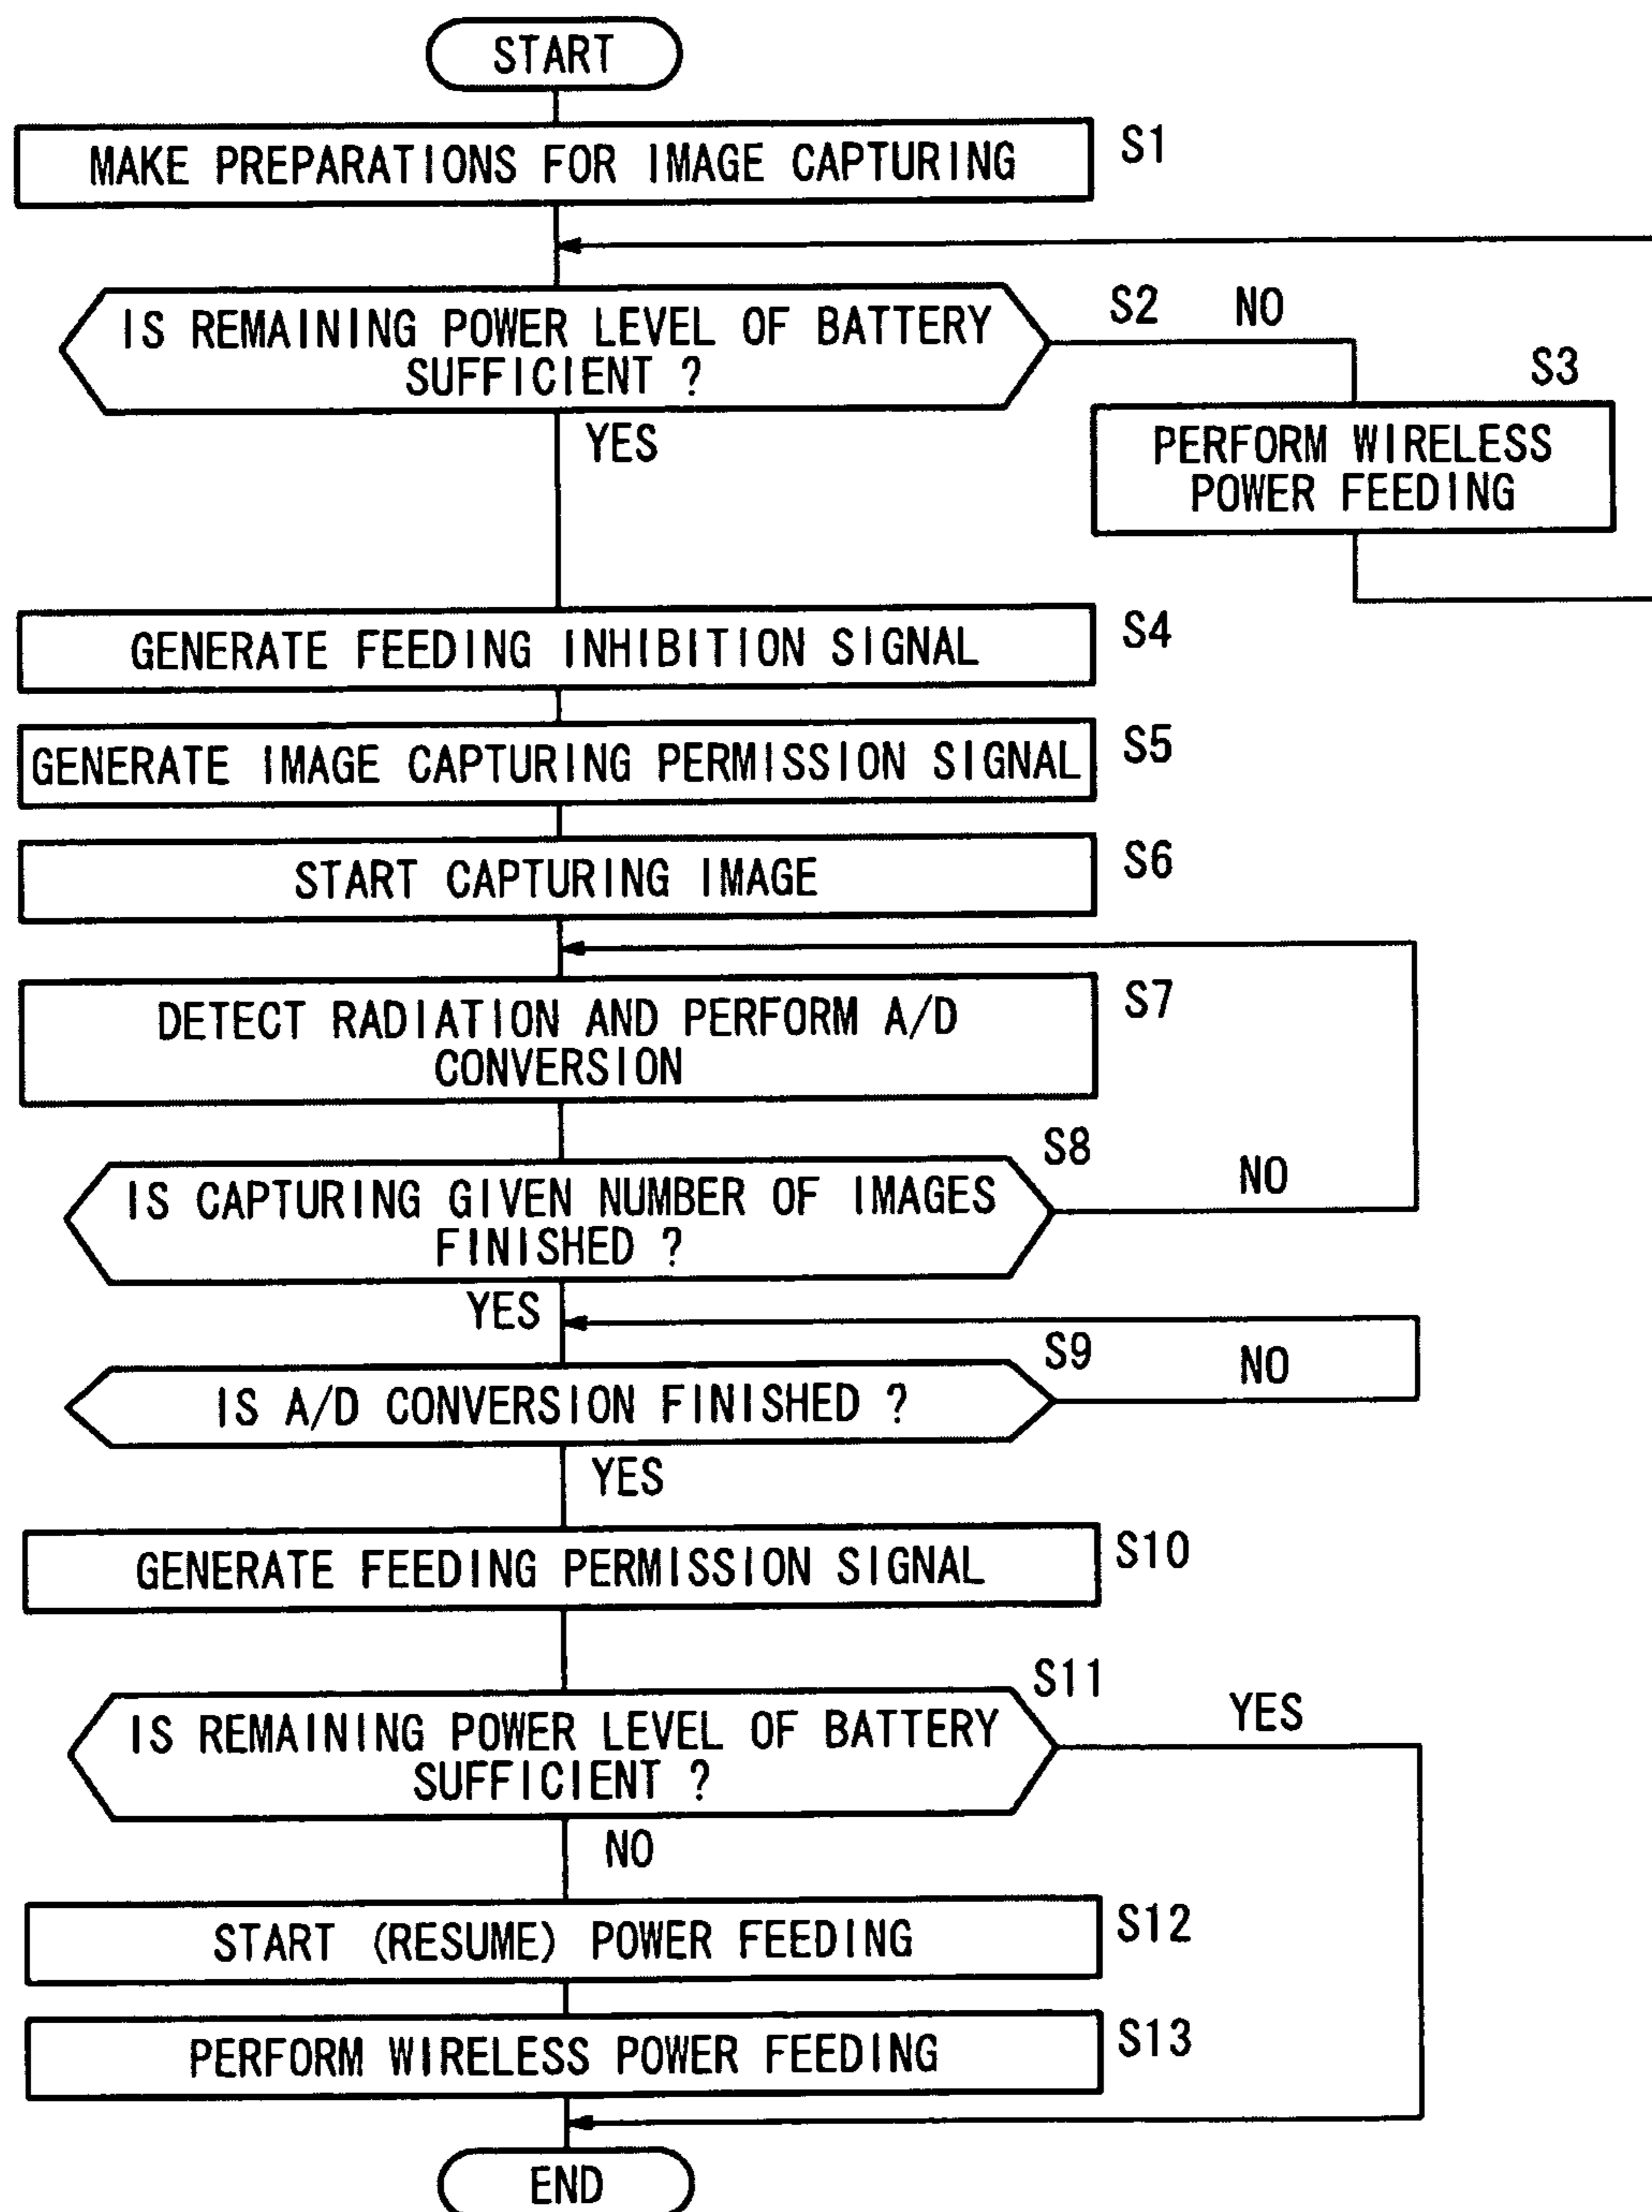 START
MAKE PREPARATIONS FOR IMAGE CAPTURING
S1
IS REMAINING POWER LEVEL OF BATTERY
SUFFICIENT ?
S2
NO
YES
S3
PERFORM WIRELESS
POWER FEEDING
GENERATE FEEDING INHIBITION SIGNAL
S4
GENERATE IMAGE CAPTURING PERMISSION SIGNAL
S5
START CAPTURING IMAGE
S6
DETECT RADIATION AND PERFORM A/D
CONVERSION
S7
IS CAPTURING GIVEN NUMBER OF IMAGES
FINISHED ?
S8
NO
YES
IS A/D CONVERSION FINISHED ?
S9
NO
YES
GENERATE FEEDING PERMISSION SIGNAL
S10
IS REMAINING POWER LEVEL OF BATTERY
SUFFICIENT ?
S11
YES
NO
START (RESUME) POWER FEEDING
S12
PERFORM WIRELESS POWER FEEDING
S13
END